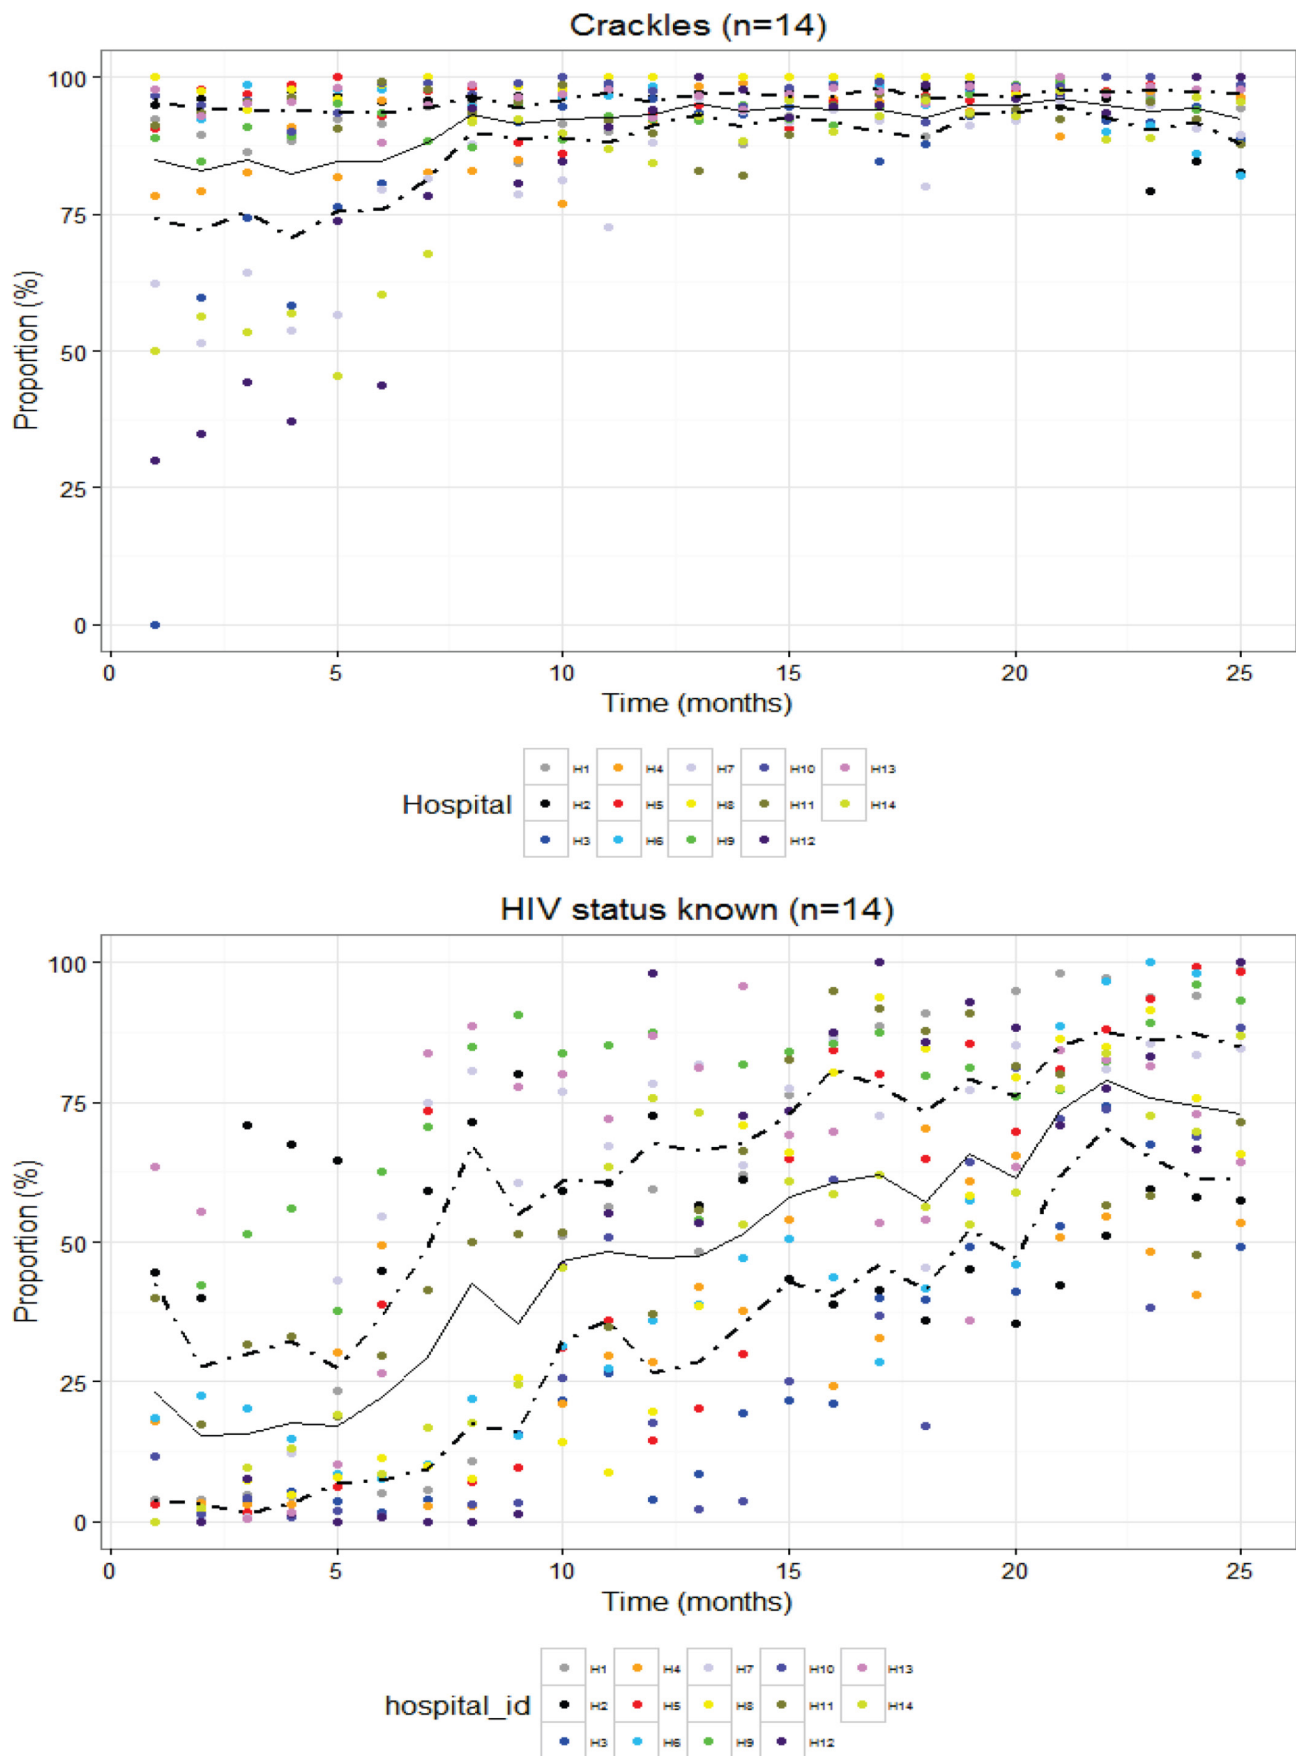 Crackles (n=14)
100
75
50
25
0
Proportion (%)
0 5 10 15 20 25
Time (months)
Hospital
H1 H4 H7 H10 H13
H2 H5 H8 H11 H14
H3 H6 H9 H12
HIV status known (n=14)
100
75
50
25
0
Proportion (%)
0 5 10 15 20 25
Time (months)
hospital_id
H1 H4 H7 H10 H13
H2 H5 H8 H11 H14
H3 H6 H9 H12